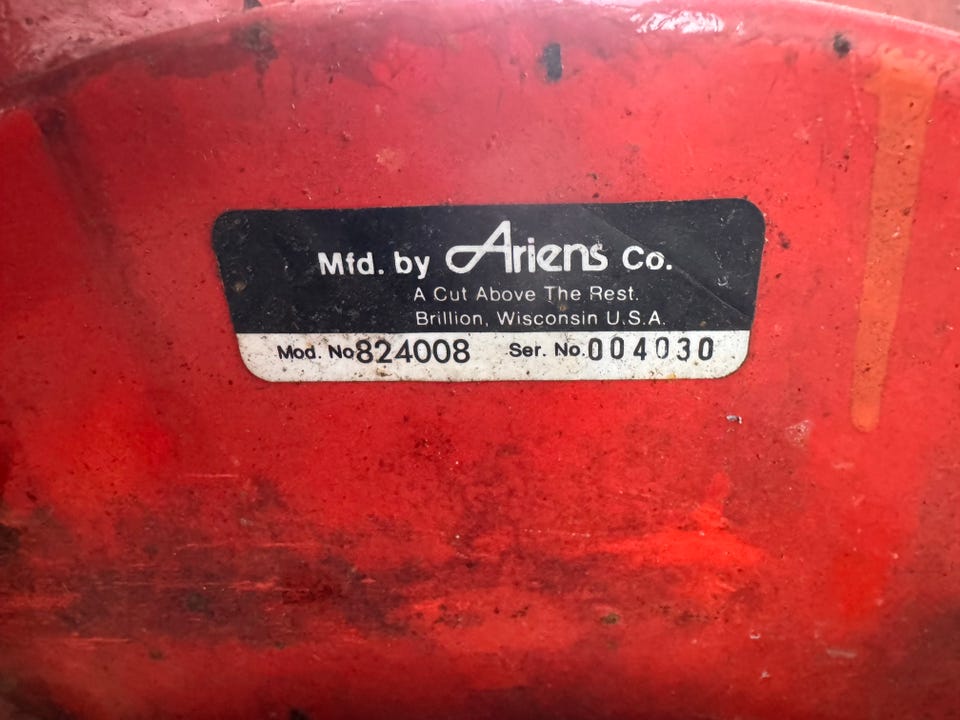 Mfd. by Ariens Co.
A Cut Above The Rest.
Brillion, Wisconsin U.S.A.
Mod. No 824008 Ser. No. 004030